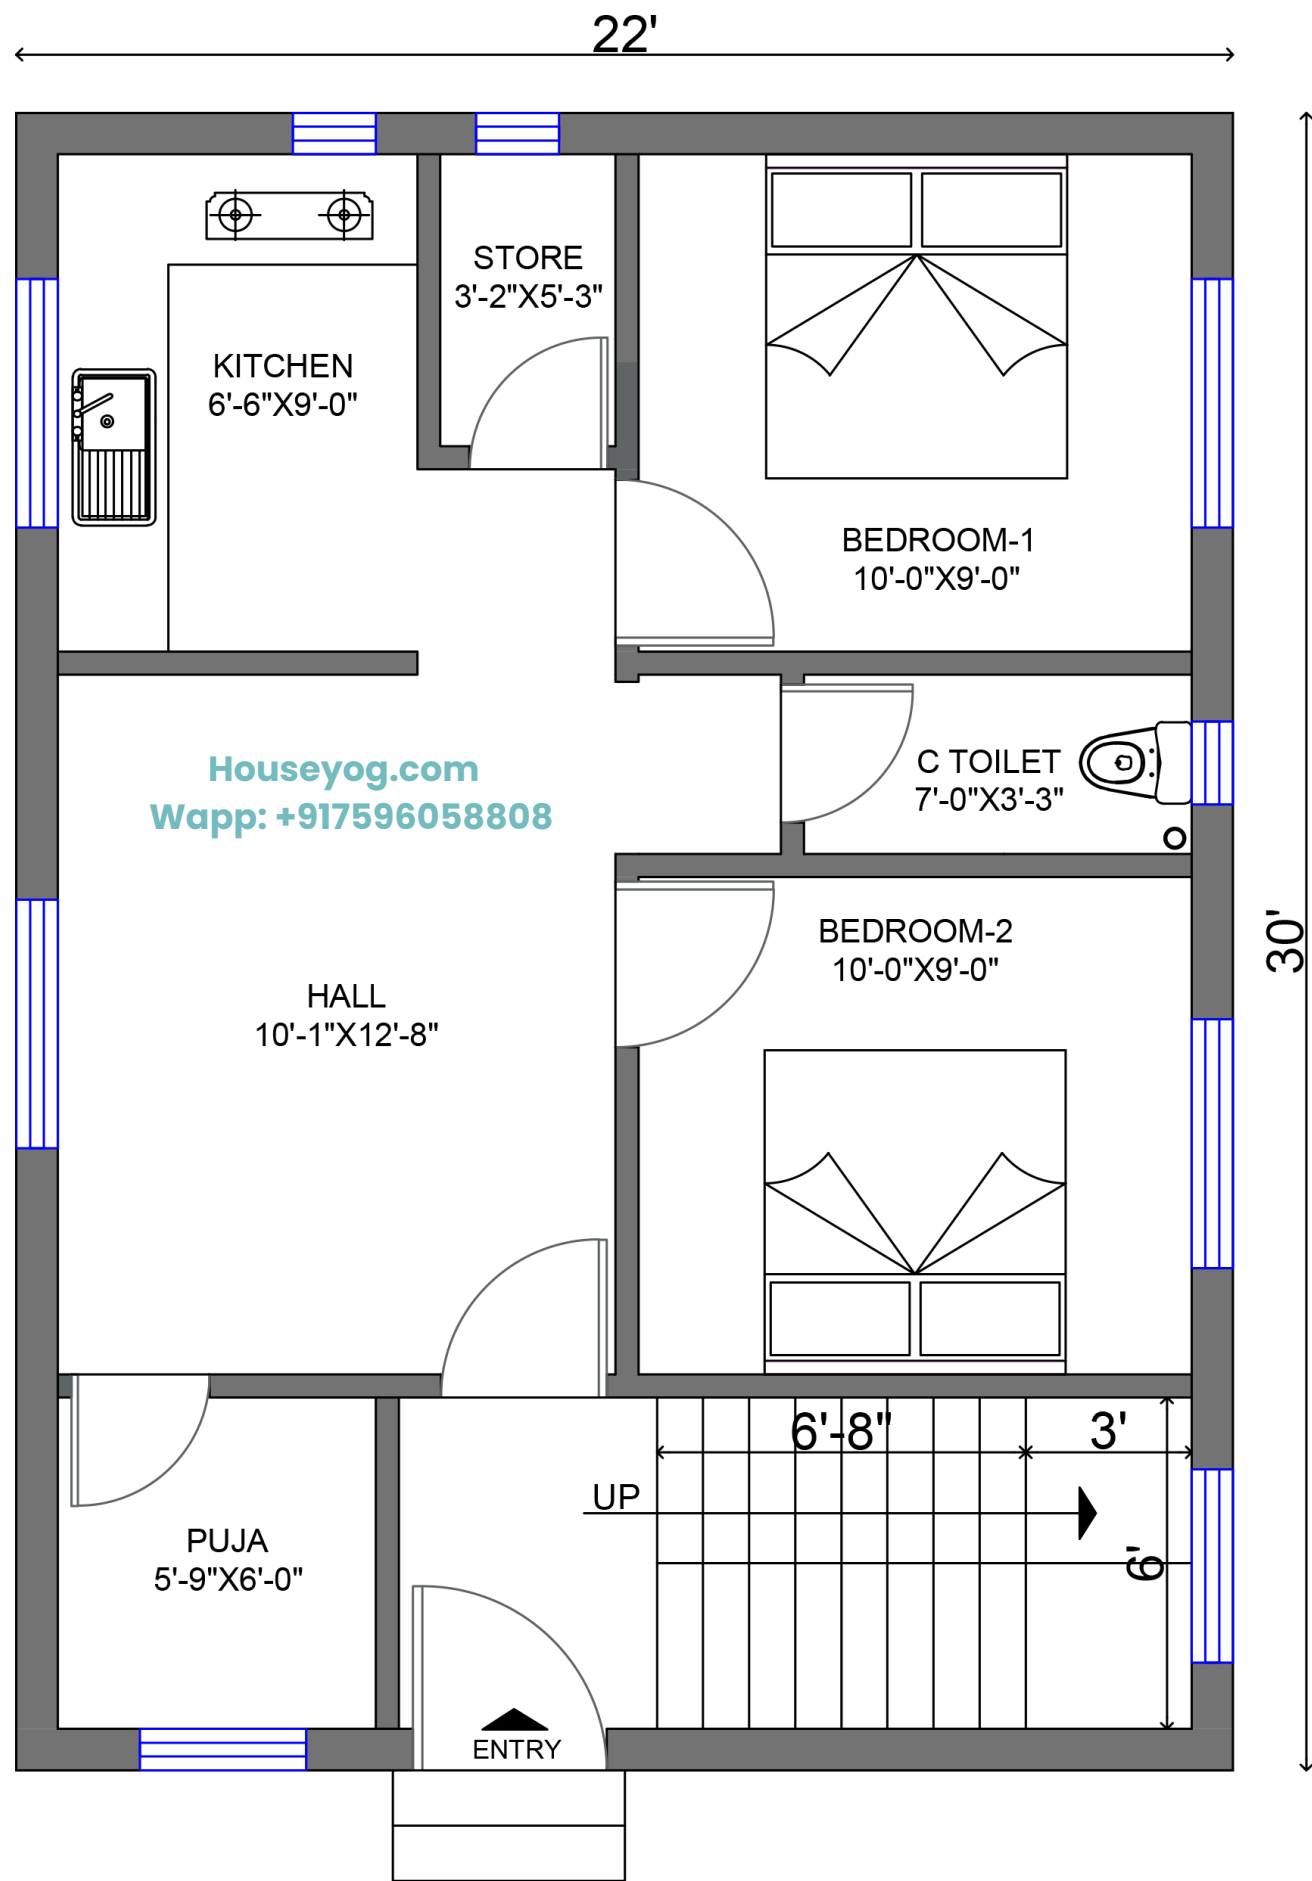 22'
STORE
3'-2"X5'-3"
KITCHEN
6'-6"X9'-0"
BEDROOM-1
10'-0"X9'-0"
Houseyog.com
Wapp: +917596058808
C TOILET
7'-0"X3'-3"
30'
BEDROOM-2
10'-0"X9'-0"
HALL
10'-1"X12'-8"
6'-8"
3'
UP
6'
PUJA
5'-9"X6'-0"
ENTRY